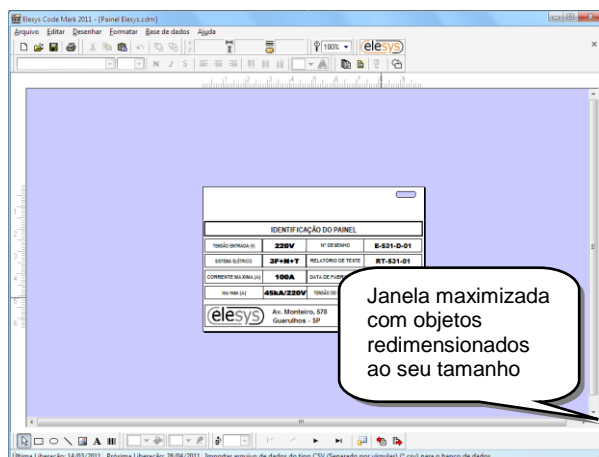 Elesys Code Mark 2011 - [Painel Elesys.cdm]
Arquivo Editar Desenhar Formatar Base de dados Ajuda
100% elesys
N I S
IDENTIFICAÇÃO DO PAINEL
TENSÃO ENTRADA (V) 220V Nº DESENHO E-531-D-01
SISTEMA ELÉTRICO 3F+N+T RELATÓRIO DE TESTE RT-531-01
CORRENTE MÁXIMA (A) 100A DATA DE FABRI
45kA/220V TENSÃO DE
elesys Av. Monteiro, 578
Guarulhos - SP
Janela maximizada
com objetos
redimensionados
ao seu tamanho
Última Liberação: 14/03/2011 Próxima Liberação: 28/04/2011 Importar arquivo de dados do tipo CSV (Separado por vírgulas) (*.csv) para o banco de dados